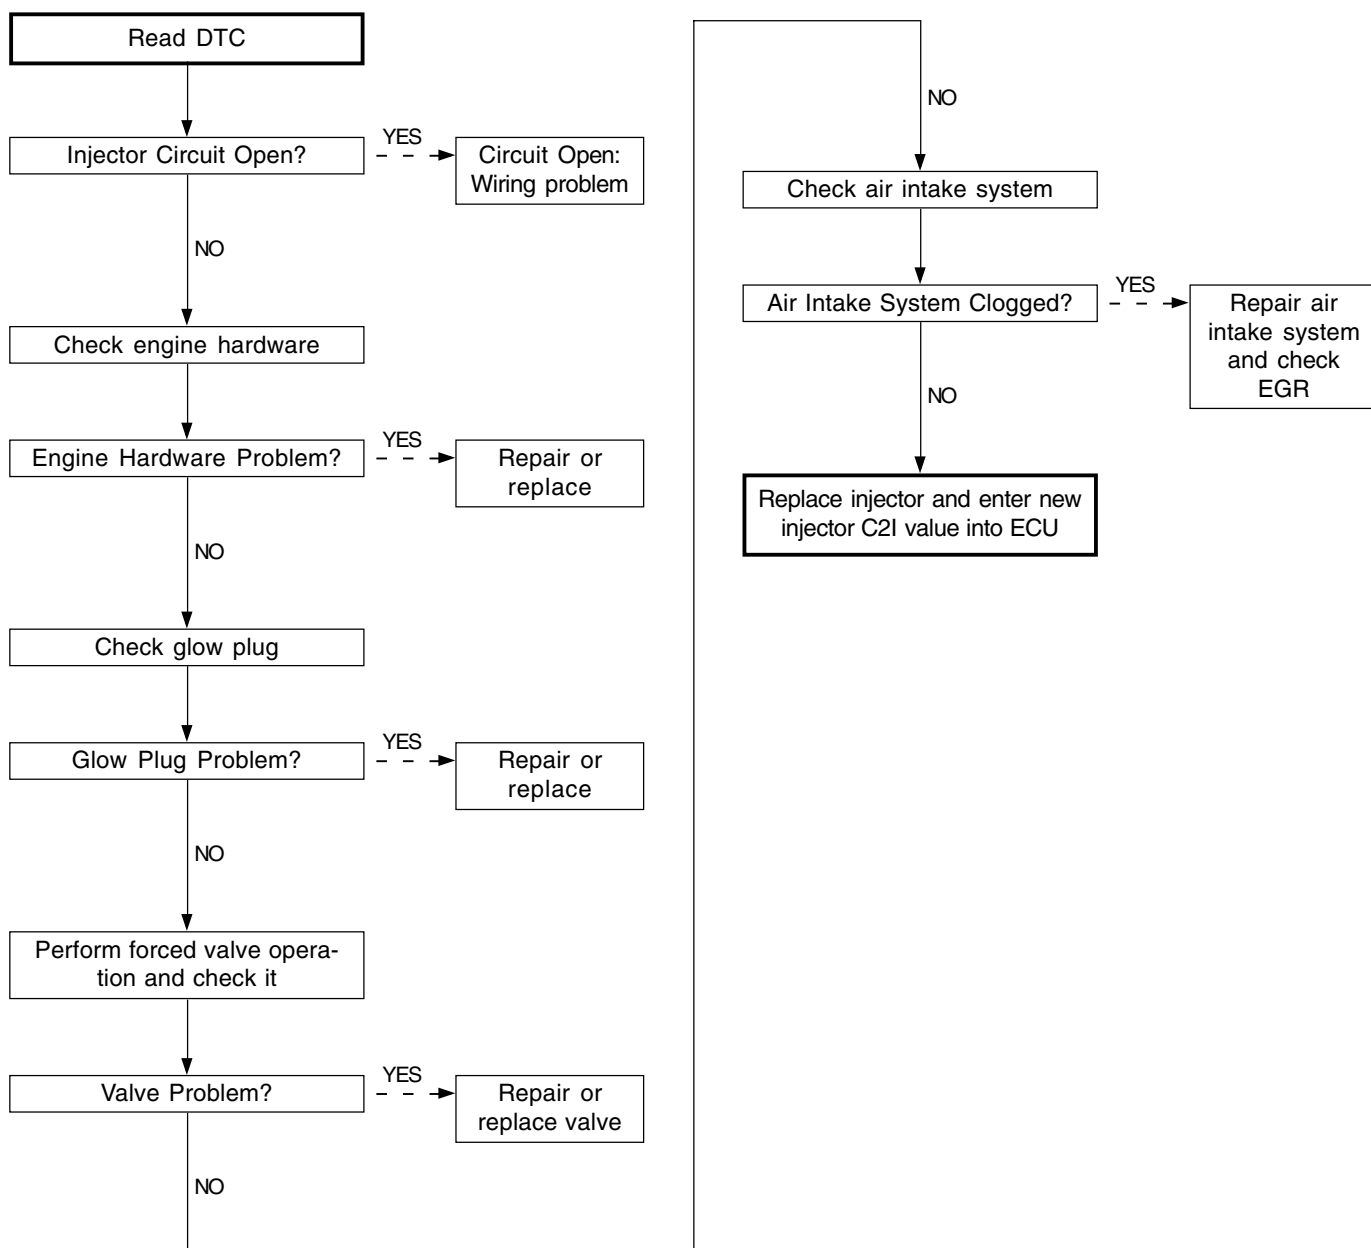 Read DTC
Injector Circuit Open?
YES
Circuit Open:
Wiring problem
NO
Check engine hardware
Engine Hardware Problem?
YES
Repair or
replace
NO
Check glow plug
Glow Plug Problem?
YES
Repair or
replace
NO
Perform forced valve opera-
tion and check it
Valve Problem?
YES
Repair or
replace valve
NO
NO
Check air intake system
Air Intake System Clogged?
YES
Repair air
intake system
and check
EGR
NO
Replace injector and enter new
injector C2I value into ECU